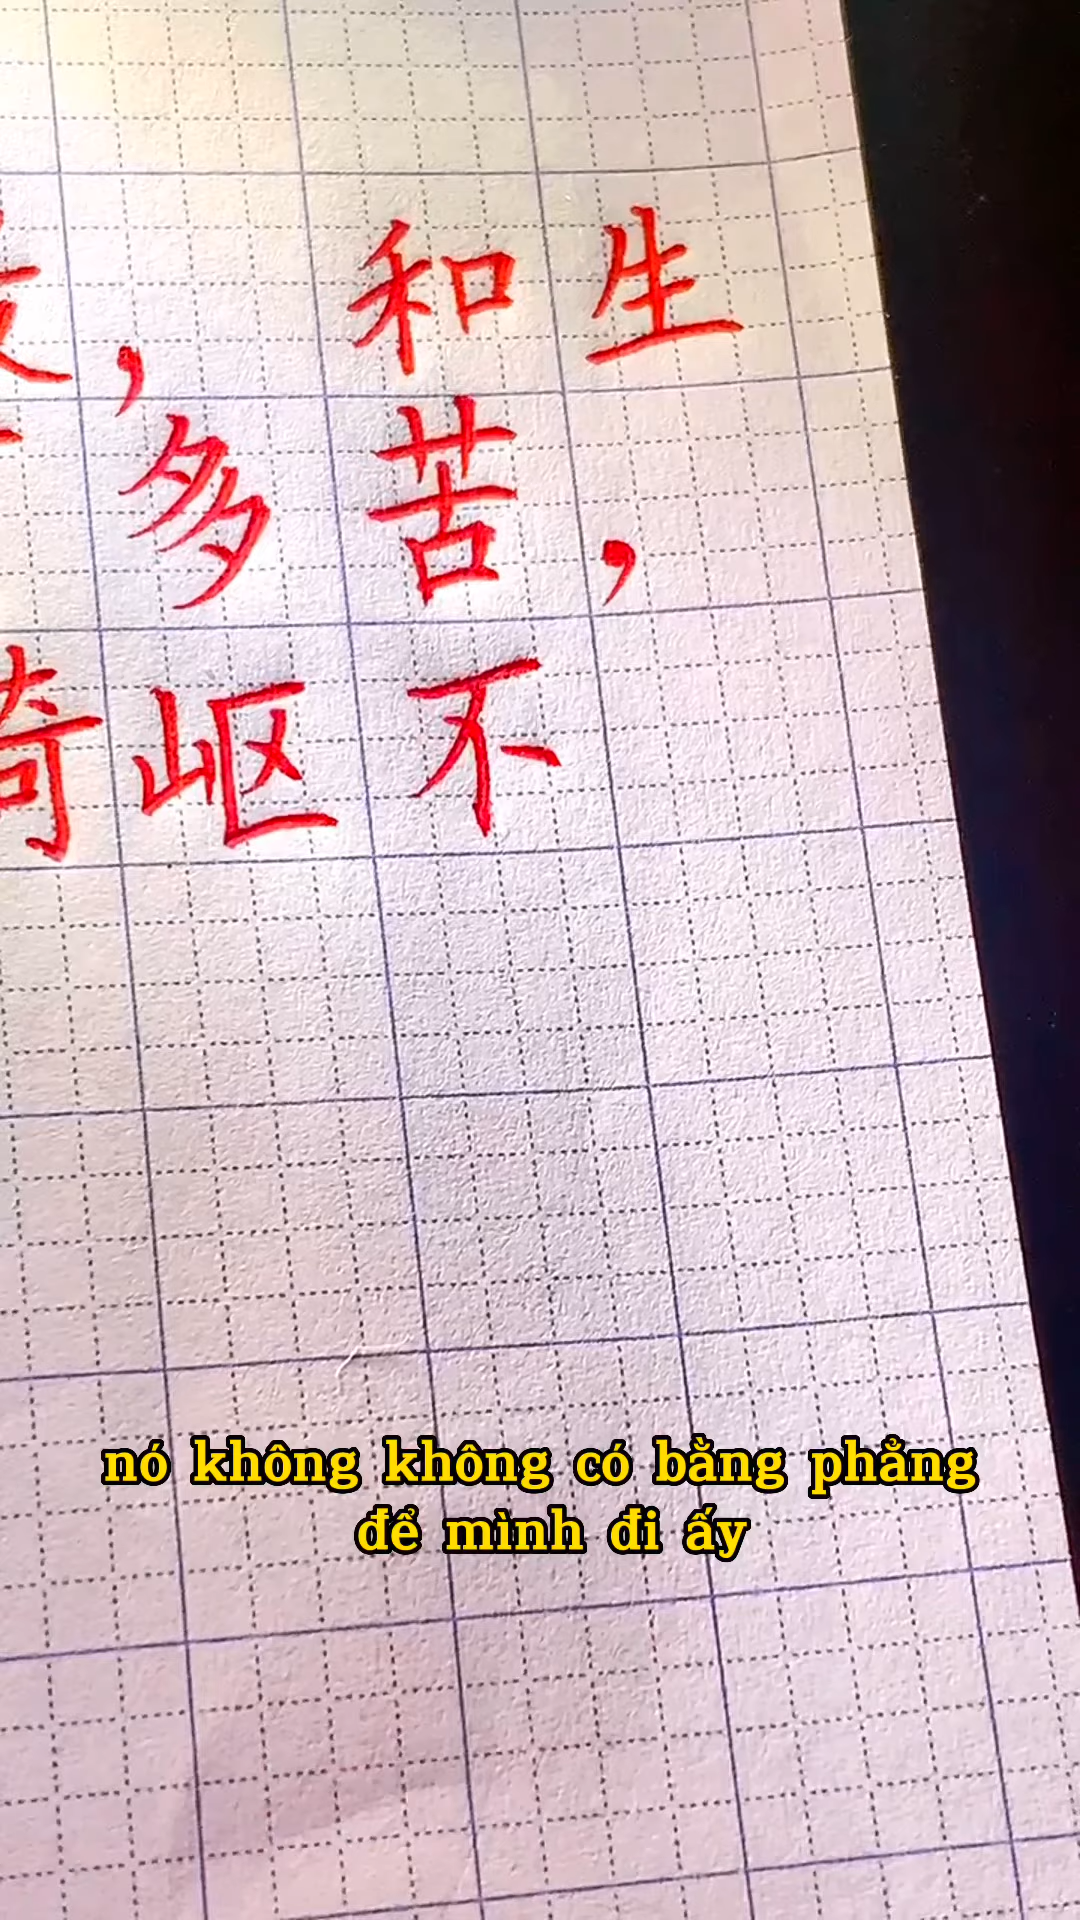 ，和生
多苦，
崎岖不
nó không không có bằng phẳng
để mình đi ấy